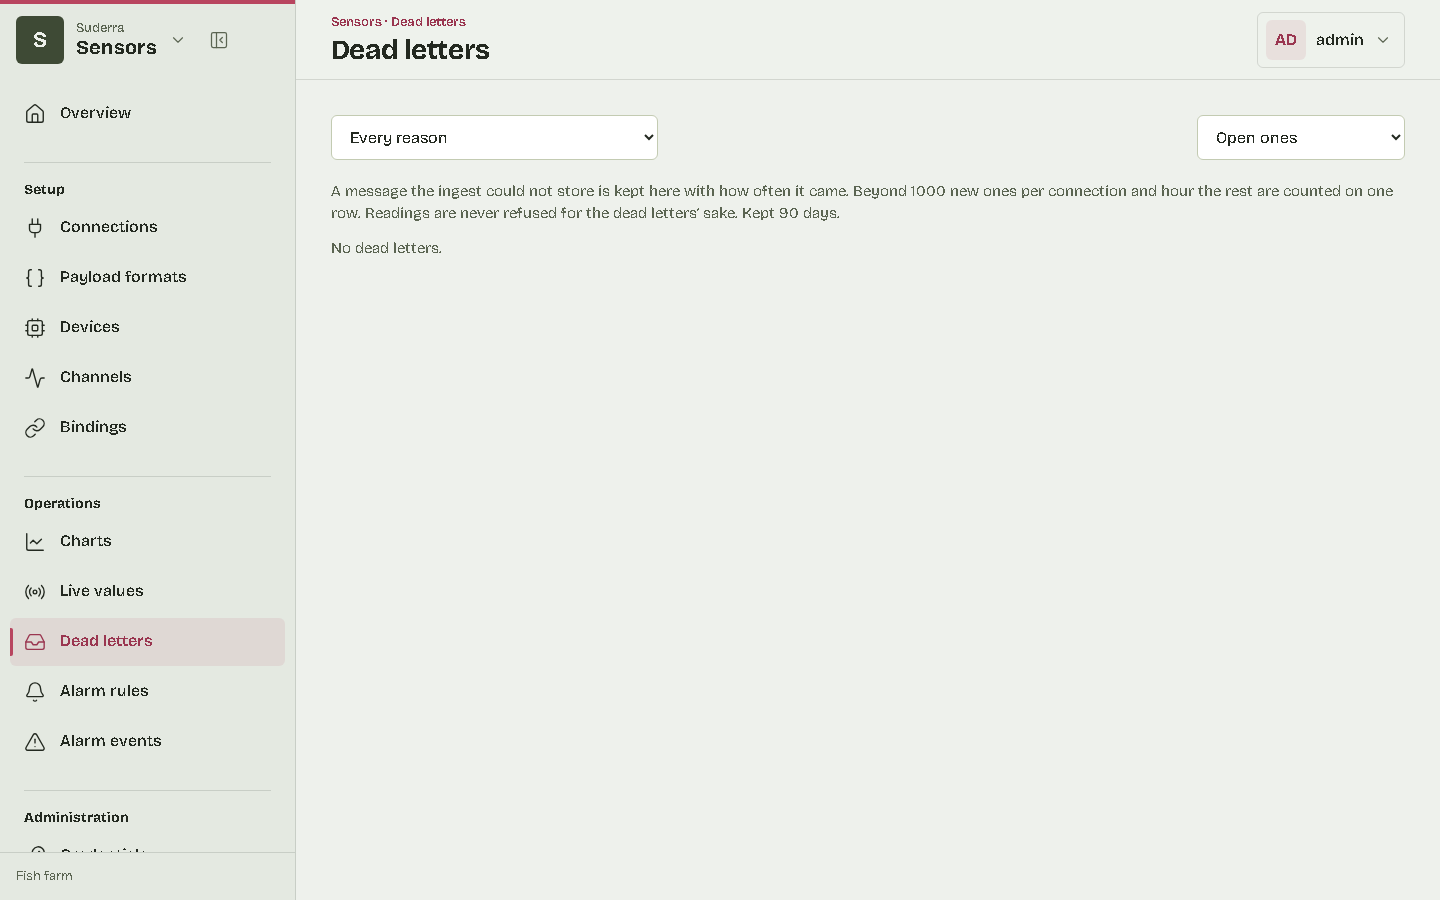 S
Suderra
Sensors
Overview
Setup
Connections
Payload formats
Devices
Channels
Bindings
Operations
Charts
Live values
Dead letters
Alarm rules
Alarm events
Administration
Fish farm
Sensors · Dead letters
Dead letters
AD
admin
Every reason
Open ones
A message the ingest could not store is kept here with how often it came. Beyond 1000 new ones per connection and hour the rest are counted on one
row. Readings are never refused for the dead letters’ sake. Kept 90 days.
No dead letters.